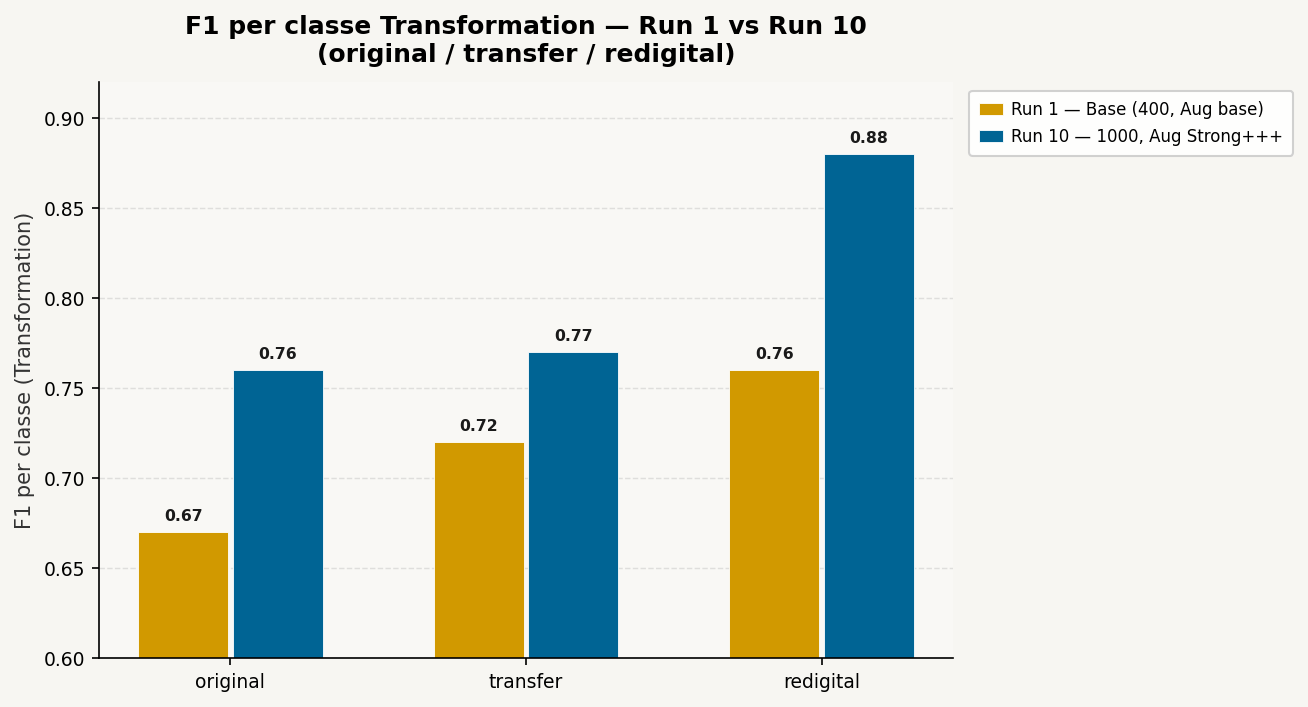 F1 per classe Transformation — Run 1 vs Run 10
(original / transfer / redigital)
Run 1 — Base (400, Aug base)
Run 10 — 1000, Aug Strong+++
F1 per classe (Transformation)
0.90
0.85
0.80
0.75
0.70
0.65
0.60
0.67
0.76
0.72
0.77
0.76
0.88
original
transfer
redigital